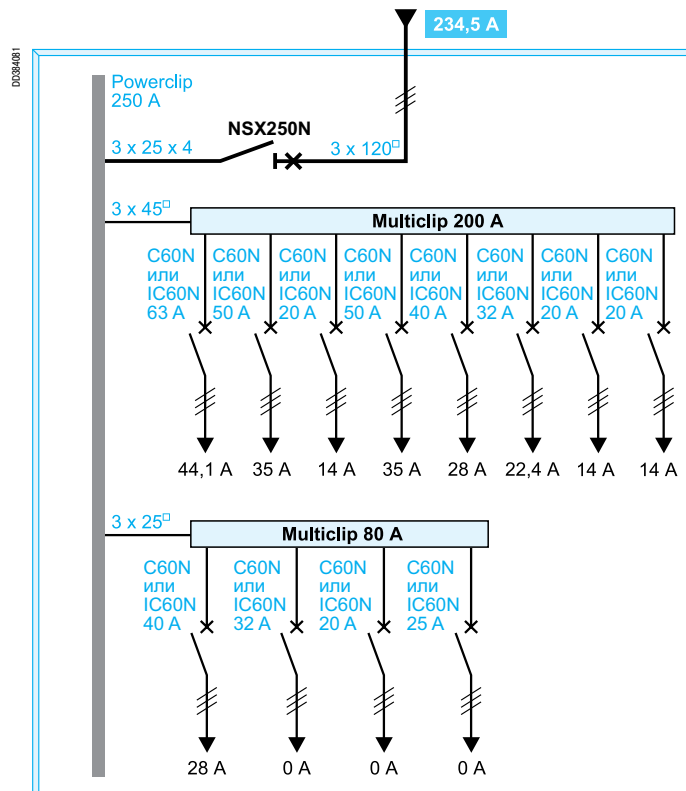 234,5 A
DD384081
Powerclip
250 A
NSX250N
3 x 25 x 4
3 x 120□
3 x 45□
Multiclip 200 A
C60N C60N C60N C60N C60N C60N C60N C60N
или или или или или или или или
IC60N IC60N IC60N IC60N IC60N IC60N IC60N IC60N
63 A 50 A 20 A 50 A 40 A 32 A 20 A 20 A
44,1 A 35 A 14 A 35 A 28 A 22,4 A 14 A 14 A
3 x 25□
Multiclip 80 A
C60N C60N C60N C60N
или или или или
IC60N IC60N IC60N IC60N
40 A 32 A 20 A 25 A
28 A 0 A 0 A 0 A